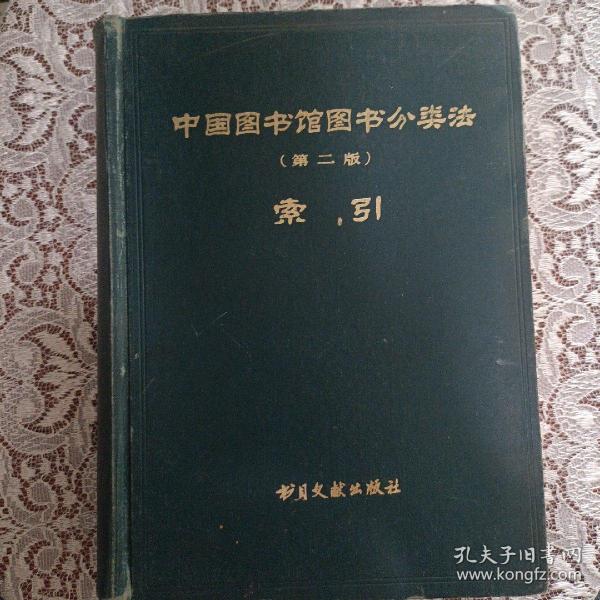 中国图书馆图书分类法
(第二版)
索引
书目文献出版社
孔夫子旧书网
www.kongfz.com